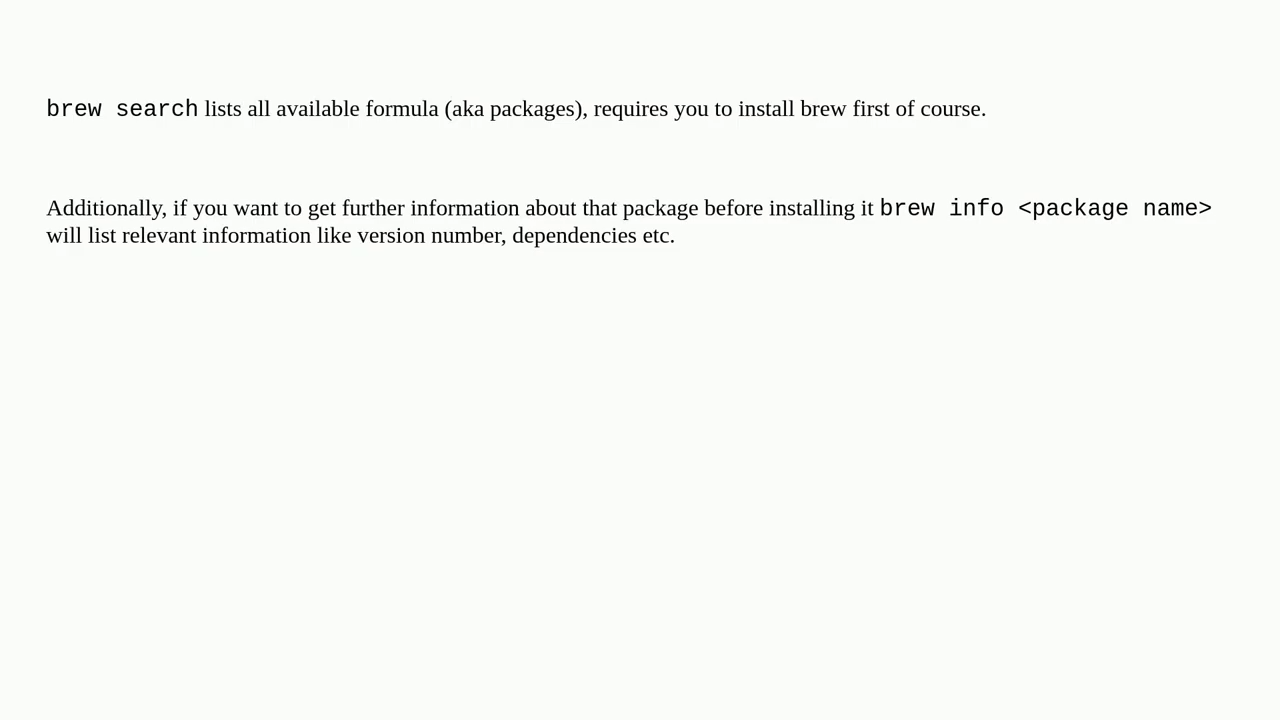 brew search lists all available formula (aka packages), requires you to install brew first of course.
Additionally, if you want to get further information about that package before installing it brew info <package name>
will list relevant information like version number, dependencies etc.